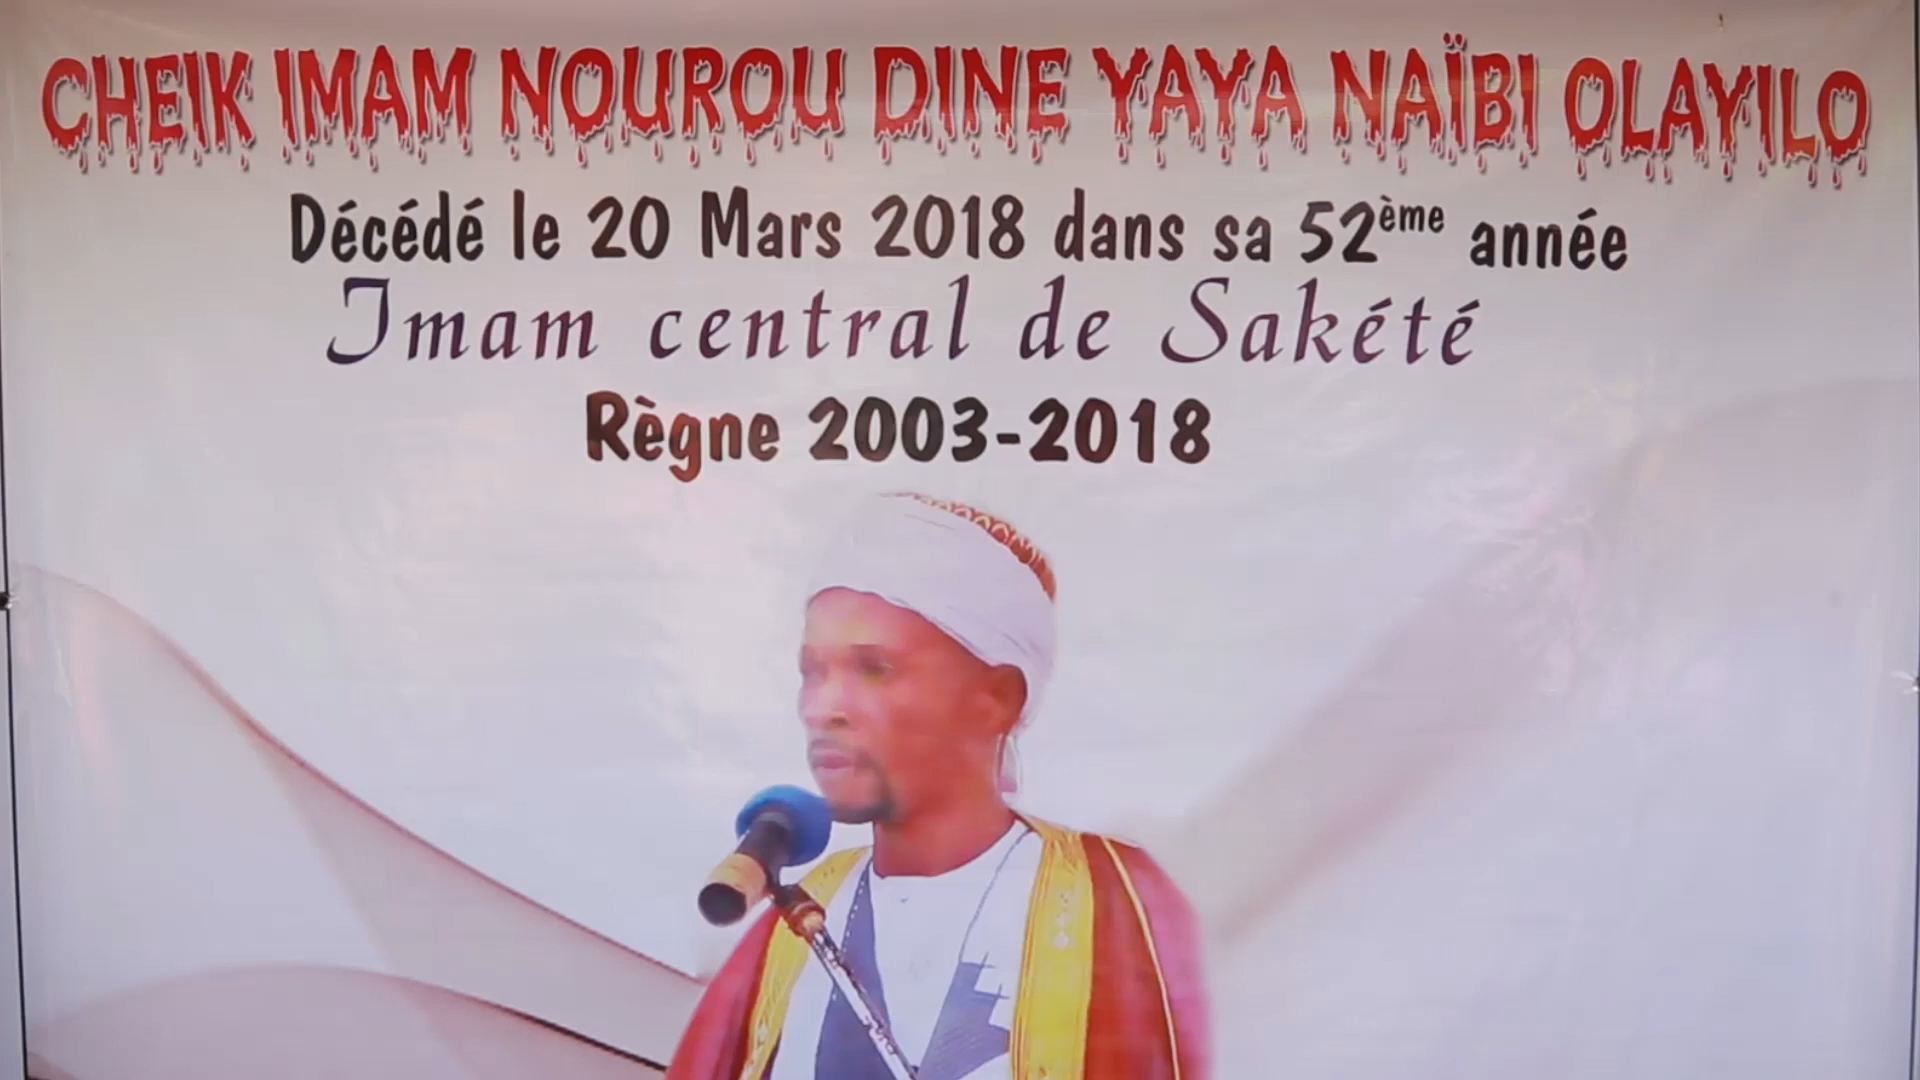 CHEIK IMAM NOUROU DINE YAYA NAÏBI OLAYILO
Décédé le 20 Mars 2018 dans sa 52ème année
Imam central de Sakété
Règne 2003-2018